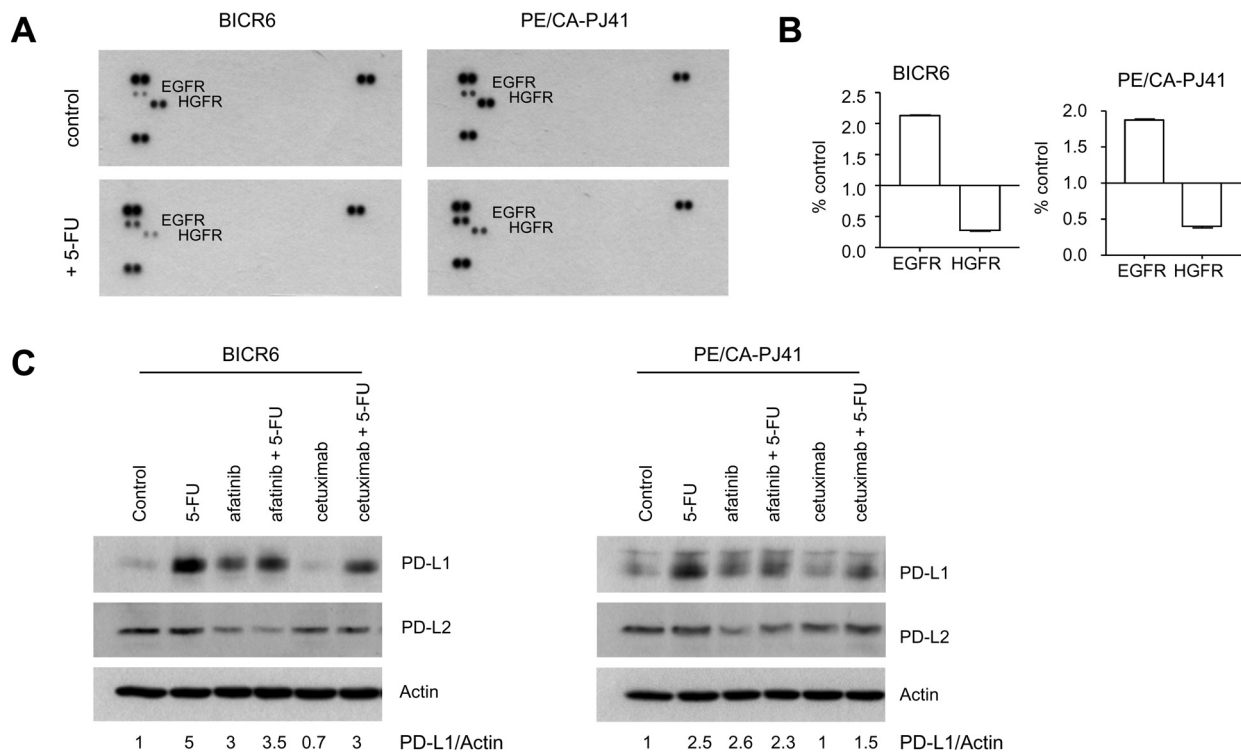 A
BICR6
PE/CA-PJ41
control
EGFR
HGFR
EGFR
HGFR
+ 5-FU
EGFR
HGFR
EGFR
HGFR
B
BICR6
% control
2.5
2.0
1.5
1.0
0.5
0.0
EGFR HGFR
PE/CA-PJ41
% control
2.0
1.5
1.0
0.5
0.0
EGFR HGFR
C
BICR6
Control
5-FU
afatinib
afatinib + 5-FU
cetuximab
cetuximab + 5-FU
PD-L1
PD-L2
Actin
1 5 3 3.5 0.7 3 PD-L1/Actin
PE/CA-PJ41
Control
5-FU
afatinib
afatinib + 5-FU
cetuximab
cetuximab + 5-FU
PD-L1
PD-L2
Actin
1 2.5 2.6 2.3 1 1.5 PD-L1/Actin